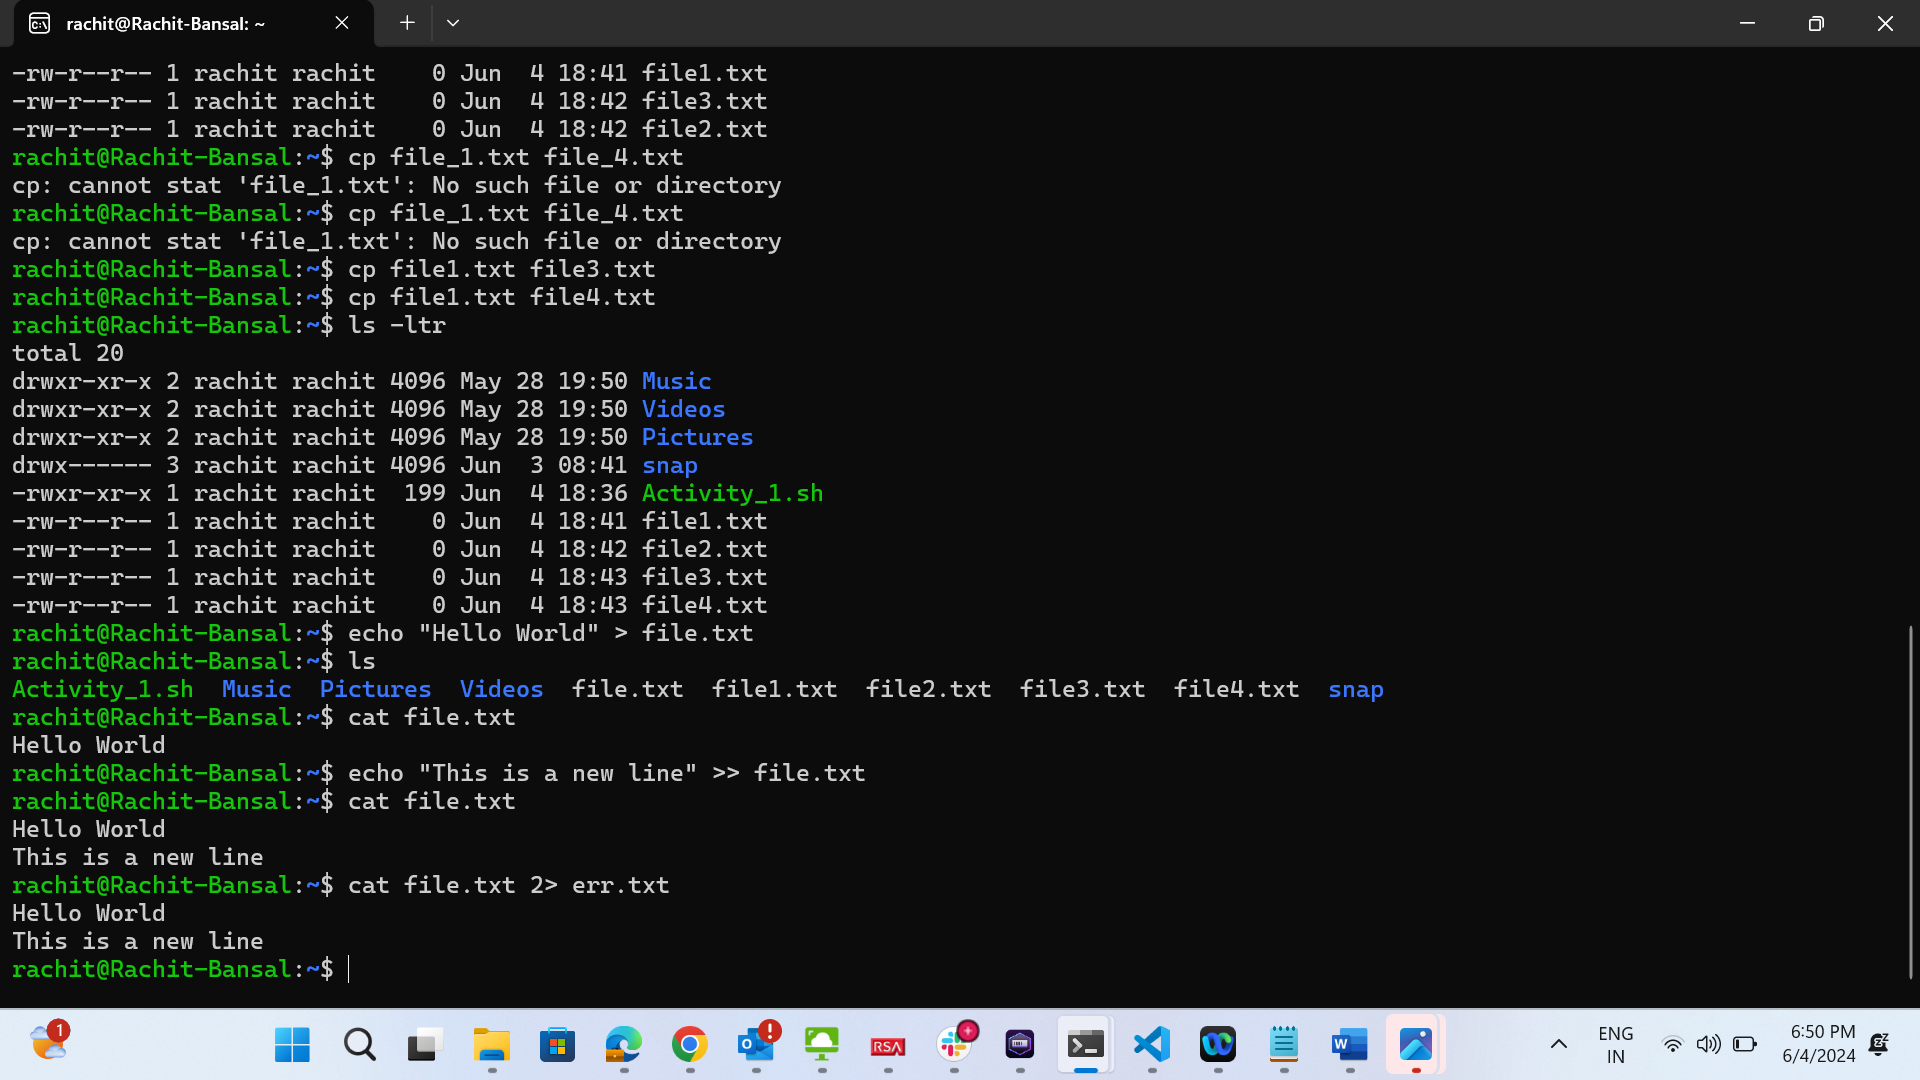 rachit@Rachit-Bansal: ~
-rw-r--r-- 1 rachit rachit    0 Jun  4 18:41 file1.txt
-rw-r--r-- 1 rachit rachit    0 Jun  4 18:42 file3.txt
-rw-r--r-- 1 rachit rachit    0 Jun  4 18:42 file2.txt
rachit@Rachit-Bansal:~$ cp file_1.txt file_4.txt
cp: cannot stat 'file_1.txt': No such file or directory
rachit@Rachit-Bansal:~$ cp file_1.txt file_4.txt
cp: cannot stat 'file_1.txt': No such file or directory
rachit@Rachit-Bansal:~$ cp file1.txt file3.txt
rachit@Rachit-Bansal:~$ cp file1.txt file4.txt
rachit@Rachit-Bansal:~$ ls -ltr
total 20
drwxr-xr-x 2 rachit rachit 4096 May 28 19:50 Music
drwxr-xr-x 2 rachit rachit 4096 May 28 19:50 Videos
drwxr-xr-x 2 rachit rachit 4096 May 28 19:50 Pictures
drwx------ 3 rachit rachit 4096 Jun  3 08:41 snap
-rwxr-xr-x 1 rachit rachit  199 Jun  4 18:36 Activity_1.sh
-rw-r--r-- 1 rachit rachit    0 Jun  4 18:41 file1.txt
-rw-r--r-- 1 rachit rachit    0 Jun  4 18:42 file2.txt
-rw-r--r-- 1 rachit rachit    0 Jun  4 18:43 file3.txt
-rw-r--r-- 1 rachit rachit    0 Jun  4 18:43 file4.txt
rachit@Rachit-Bansal:~$ echo "Hello World" > file.txt
rachit@Rachit-Bansal:~$ ls
Activity_1.sh  Music  Pictures  Videos  file.txt  file1.txt  file2.txt  file3.txt  file4.txt  snap
rachit@Rachit-Bansal:~$ cat file.txt
Hello World
rachit@Rachit-Bansal:~$ echo "This is a new line" >> file.txt
rachit@Rachit-Bansal:~$ cat file.txt
Hello World
This is a new line
rachit@Rachit-Bansal:~$ cat file.txt 2> err.txt
Hello World
This is a new line
rachit@Rachit-Bansal:~$
1
RSA
ENG
IN
6:50 PM
6/4/2024